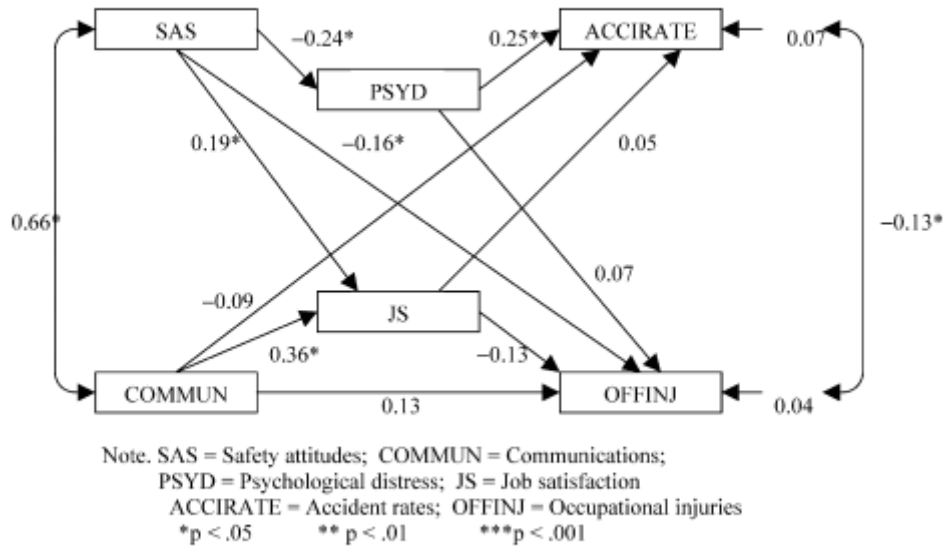 SAS
−0.24*
0.25*
ACCIRATE
0.07
PSYD
0.19*
−0.16*
0.05
0.66*
−0.13*
0.07
−0.09
JS
0.36*
−0.13
COMMUN
0.13
OFFINJ
0.04
Note. SAS = Safety attitudes; COMMUN = Communications;
PSYD = Psychological distress; JS = Job satisfaction
ACCIRATE = Accident rates; OFFINJ = Occupational injuries
*p < .05 ** p < .01 ***p < .001